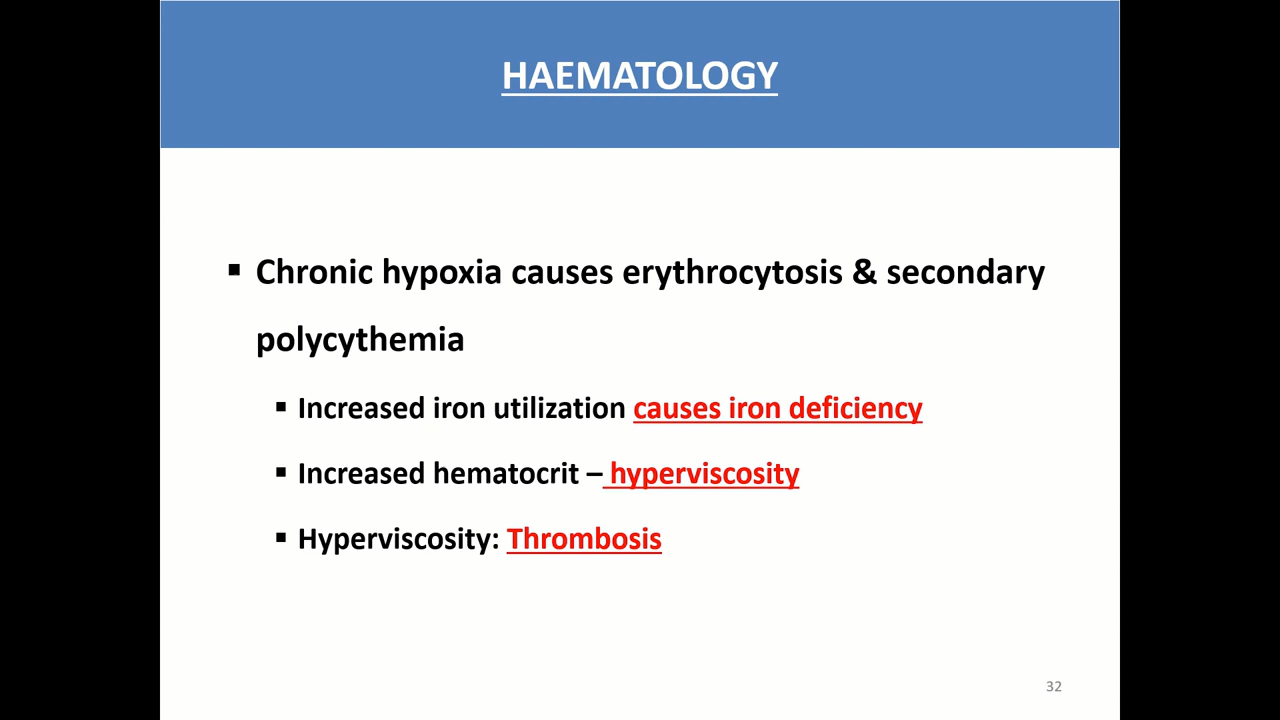 HAEMATOLOGY
▪ Chronic hypoxia causes erythrocytosis & secondary
polycythemia
▪ Increased iron utilization causes iron deficiency
▪ Increased hematocrit – hyperviscosity
▪ Hyperviscosity: Thrombosis
32